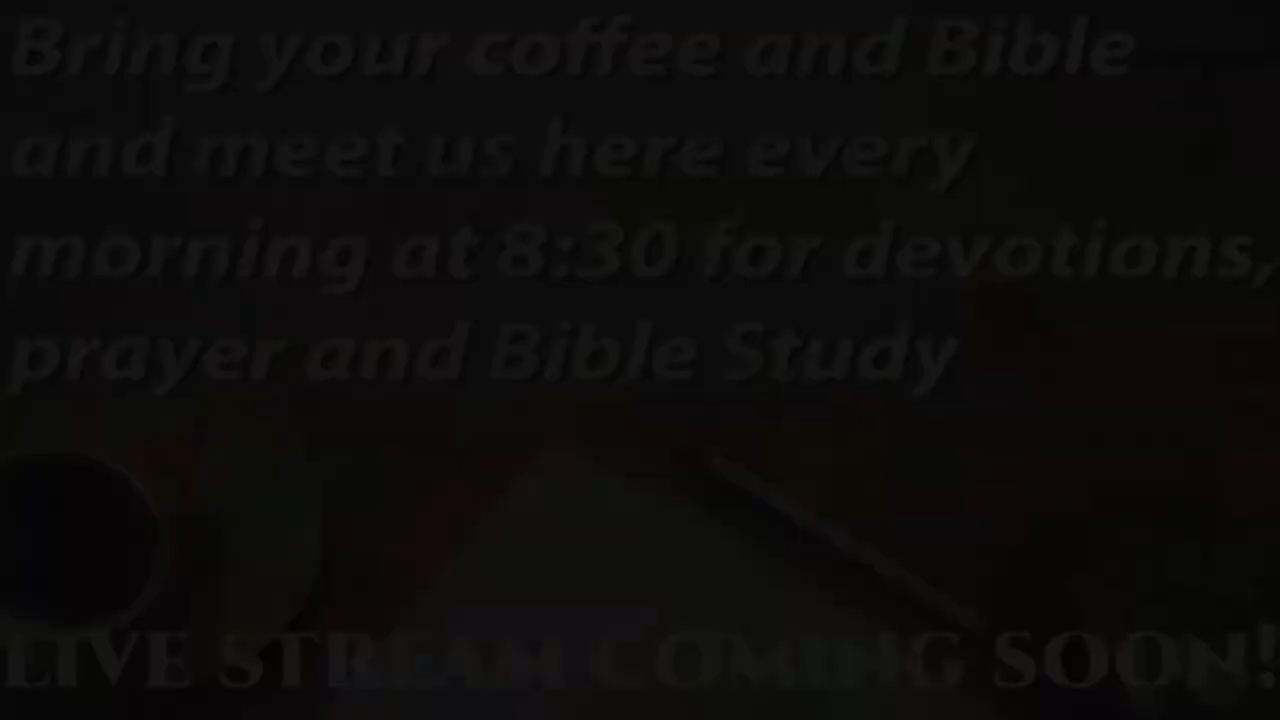 Bring your coffee and Bible
and meet us here every
morning at 8:30 for devotions,
prayer and Bible Study
LIVE STREAM COMING SOON!